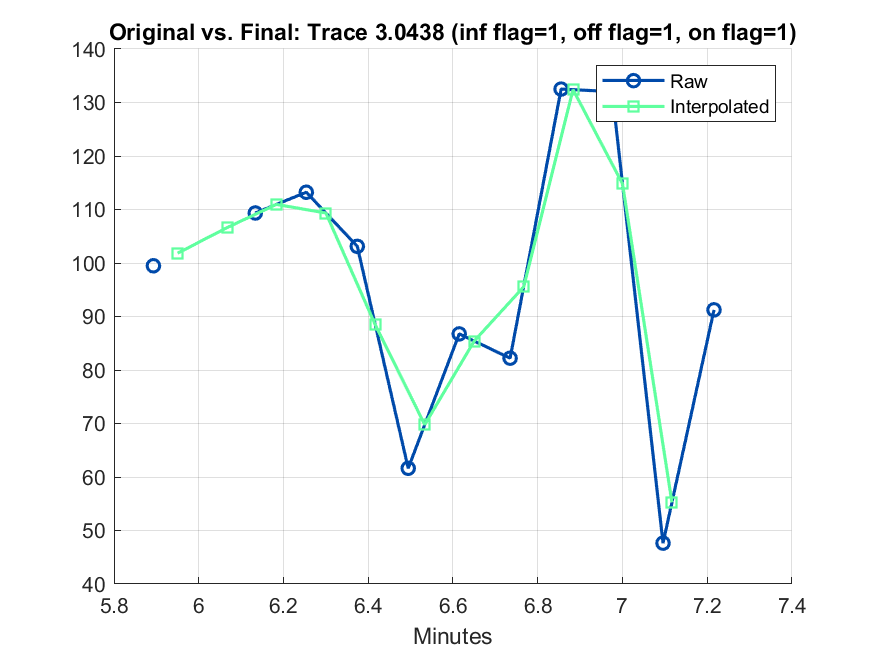 Original vs. Final: Trace 3.0438 (inf flag=1, off flag=1, on flag=1)
140
130
120
110
100
90
80
70
60
50
40
Raw
Interpolated
5.8 6 6.2 6.4 6.6 6.8 7 7.2 7.4
Minutes